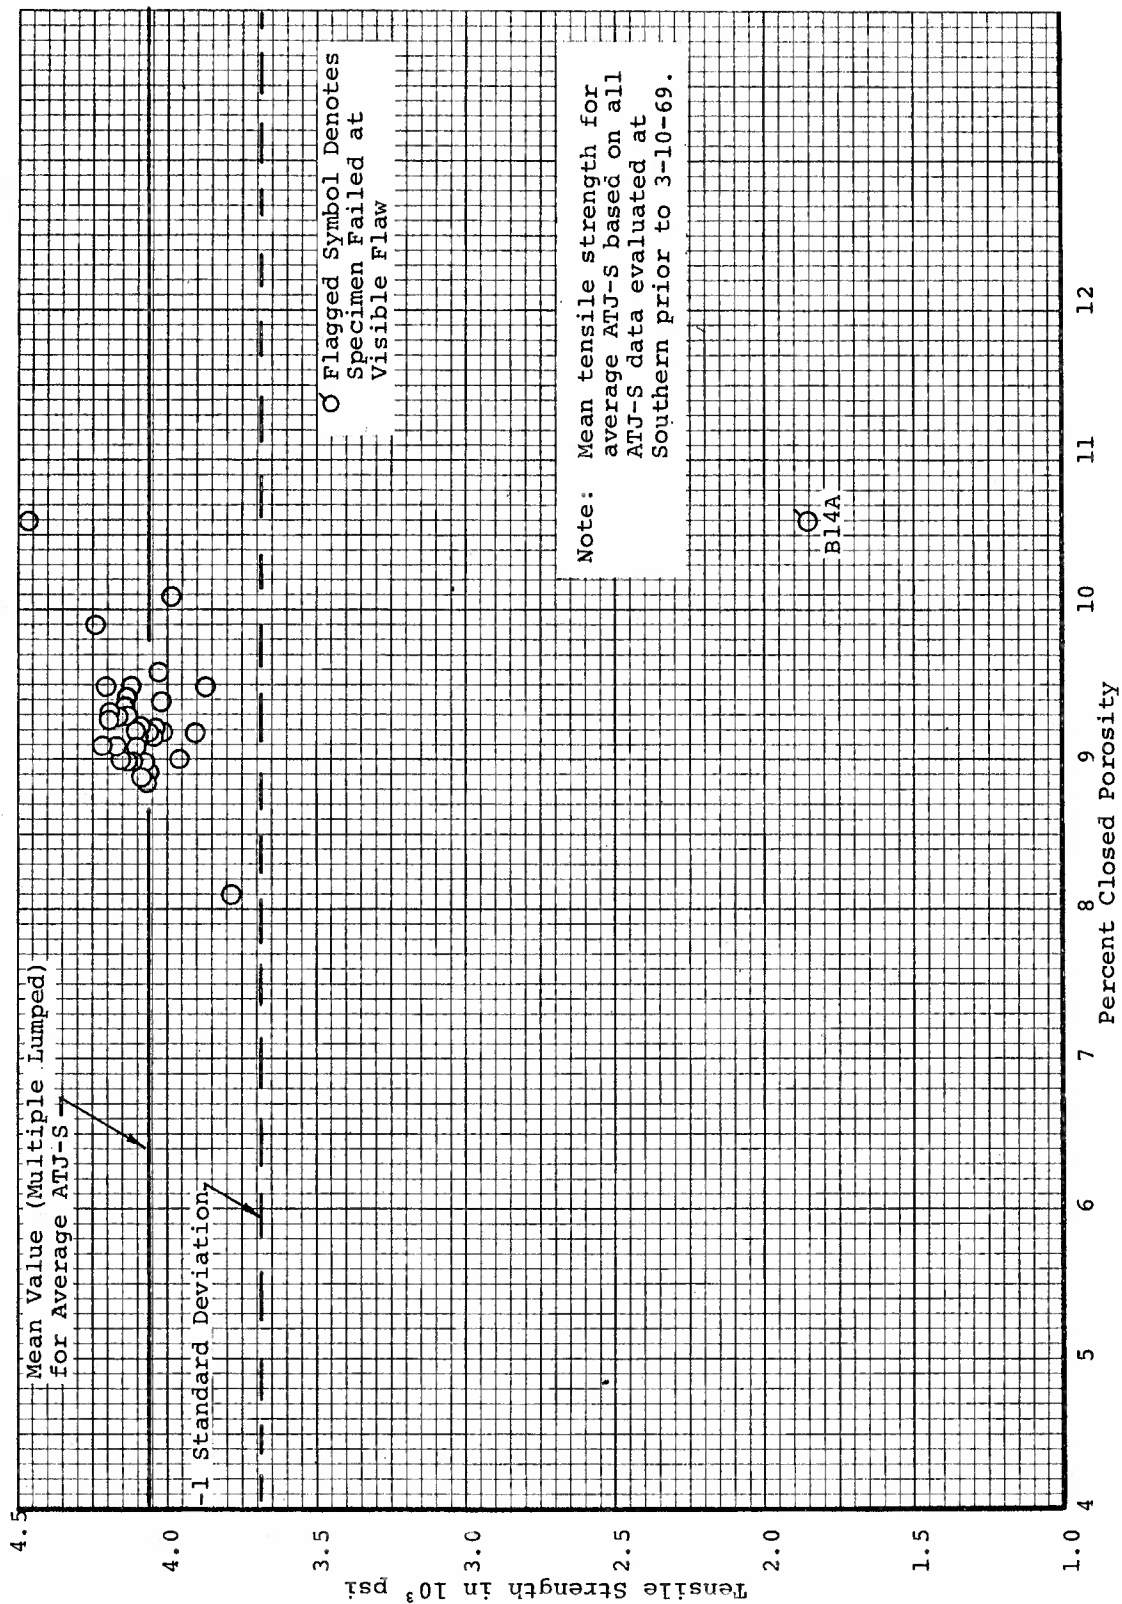 Mean Value (Multiple Lumped)
for Average ATJ-S
-1 Standard Deviation
Flagged Symbol Denotes
Specimen Failed at
Visible Flaw
Note: Mean tensile strength for
average ATJ-S based on all
ATJ-S data evaluated at
Southern prior to 3-10-69.
B14A
Tensile Strength in 10³ psi
4.5
4.0
3.5
3.0
2.5
2.0
1.5
1.0
4 5 6 7 8 9 10 11 12
Percent Closed Porosity